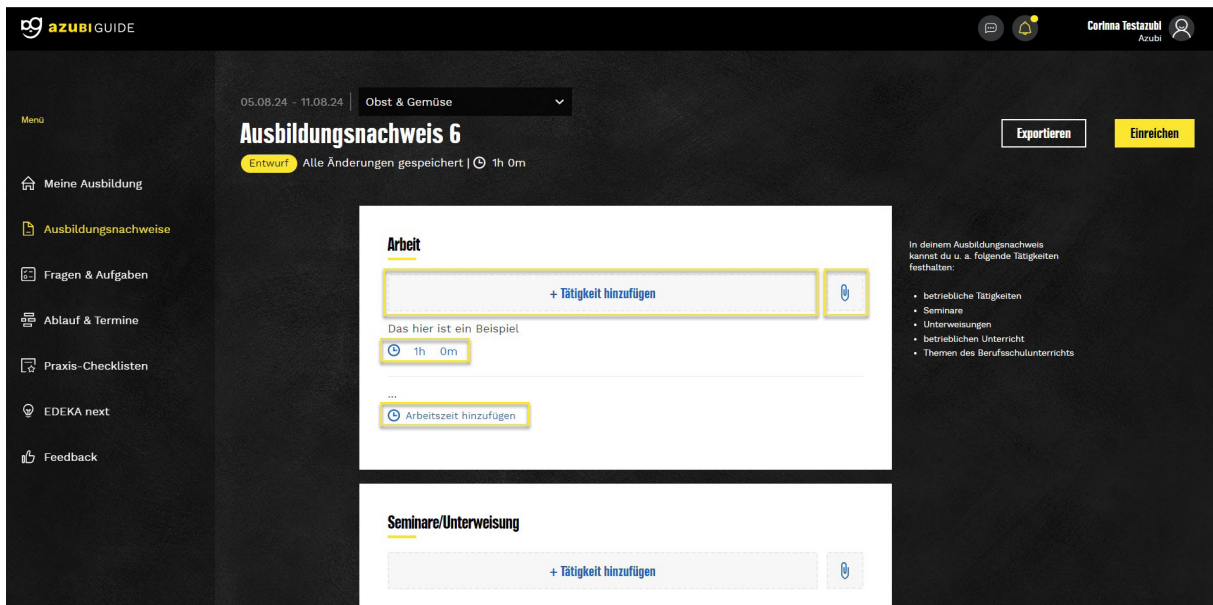 azubiGUIDE
Corinna Testazubi
Azubi
Menü
Meine Ausbildung
Ausbildungsnachweise
Fragen & Aufgaben
Ablauf & Termine
Praxis-Checklisten
EDEKA next
Feedback
05.08.24 - 11.08.24 | Obst & Gemüse
Ausbildungsnachweis 6
Entwurf Alle Änderungen gespeichert | 1h 0m
Exportieren
Einreichen
Arbeit
+ Tätigkeit hinzufügen
Das hier ist ein Beispiel
1h 0m
...
Arbeitszeit hinzufügen
Seminare/Unterweisung
+ Tätigkeit hinzufügen
In deinem Ausbildungsnachweis
kannst du u. a. folgende Tätigkeiten
festhalten:
• betriebliche Tätigkeiten
• Seminare
• Unterweisungen
• betrieblichen Unterricht
• Themen des Berufsschulunterrichts